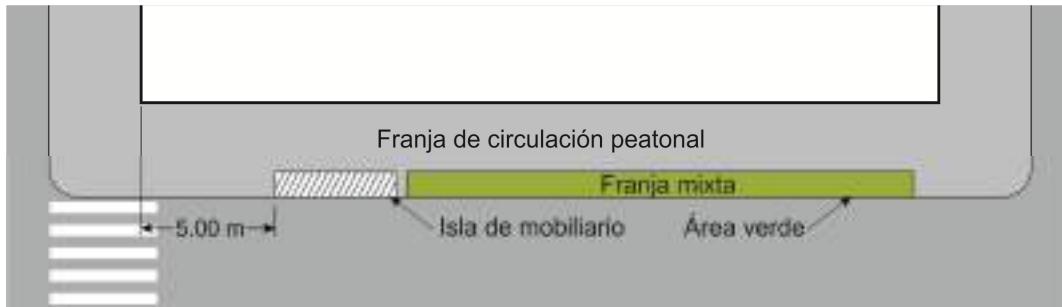 Franja de circulación peatonal
Franja mixta
5.00 m
Isla de mobiliario
Área verde